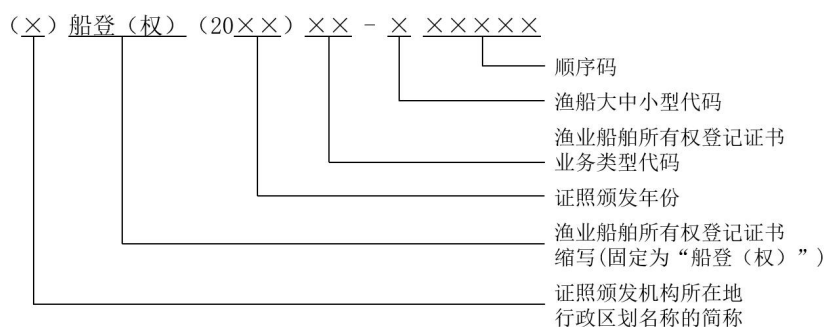 （×）船登（权）（20××）××-× ×××××
顺序码
渔船大中小型代码
渔业船舶所有权登记证书
业务类型代码
证照颁发年份
渔业船舶所有权登记证书
缩写(固定为“船登（权）”)
证照颁发机构所在地
行政区划名称的简称